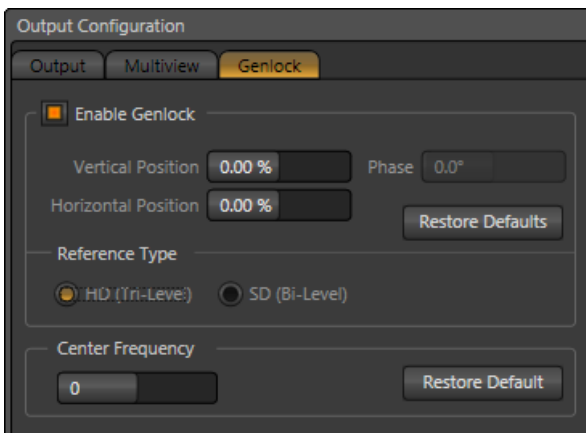 Output Configuration
Output Multiview Genlock
Enable Genlock
Vertical Position 0.00 % Phase 0.0°
Horizontal Position 0.00 %
Restore Defaults
Reference Type
HD (Tri-Level) SD (Bi-Level)
Center Frequency
0 Restore Default